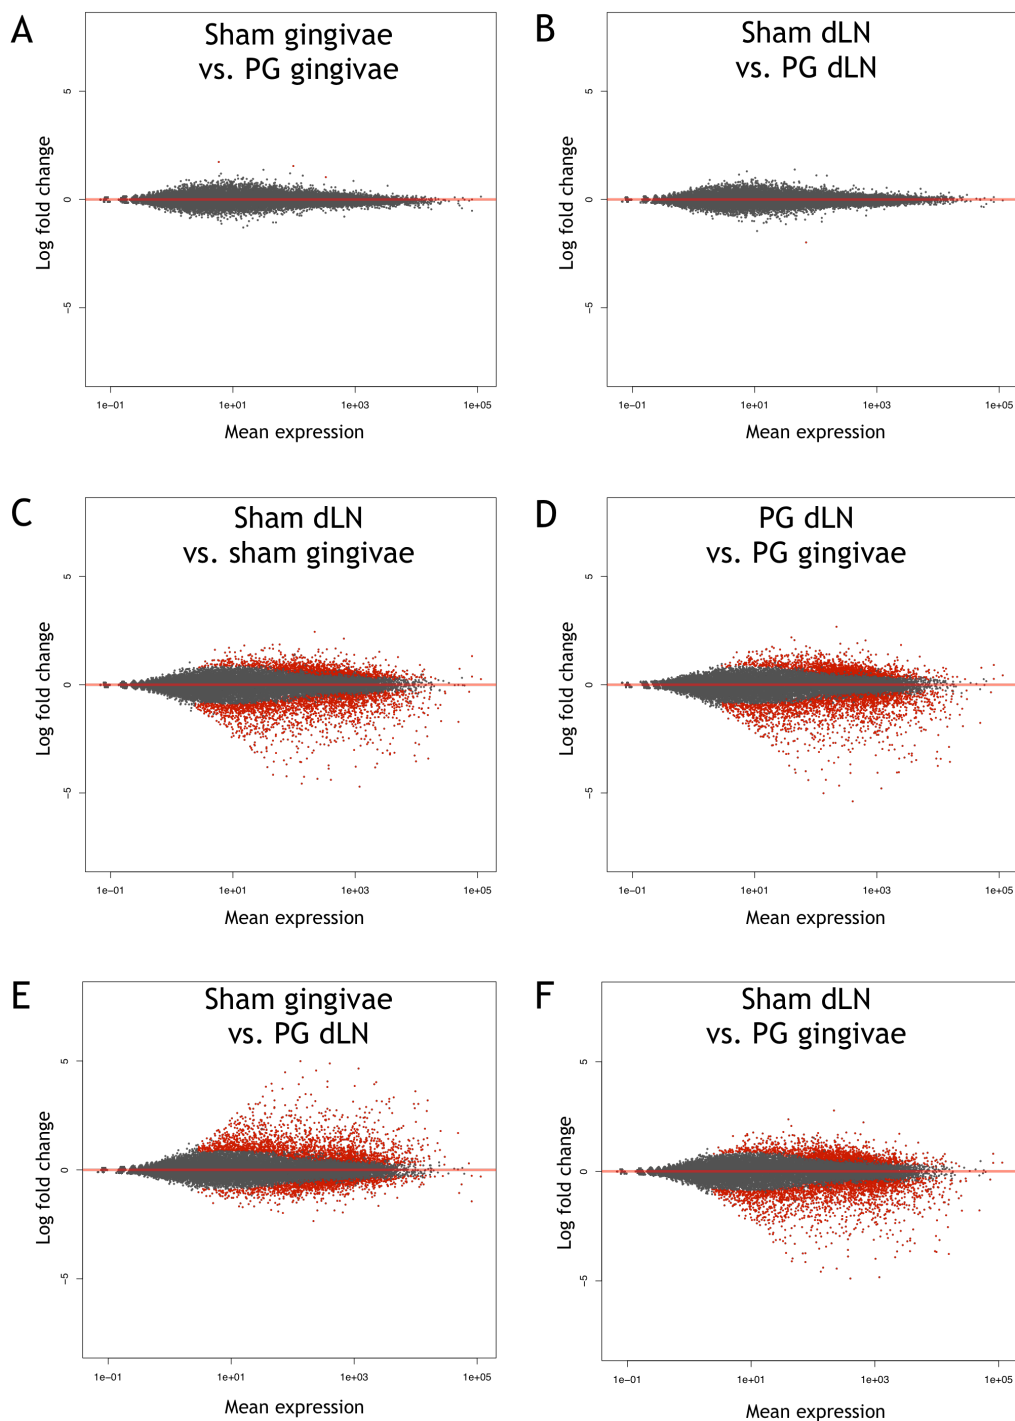 A
Sham gingivae
vs. PG gingivae
Log fold change
5
0
−5
1e−01
1e+01
1e+03
1e+05
Mean expression
B
Sham dLN
vs. PG dLN
Log fold change
5
0
−5
1e−01
1e+01
1e+03
1e+05
Mean expression
C
Sham dLN
vs. sham gingivae
Log fold change
5
0
−5
1e−01
1e+01
1e+03
1e+05
Mean expression
D
PG dLN
vs. PG gingivae
Log fold change
5
0
−5
1e−01
1e+01
1e+03
1e+05
Mean expression
E
Sham gingivae
vs. PG dLN
Log fold change
5
0
−5
1e−01
1e+01
1e+03
1e+05
Mean expression
F
Sham dLN
vs. PG gingivae
Log fold change
5
0
−5
1e−01
1e+01
1e+03
1e+05
Mean expression